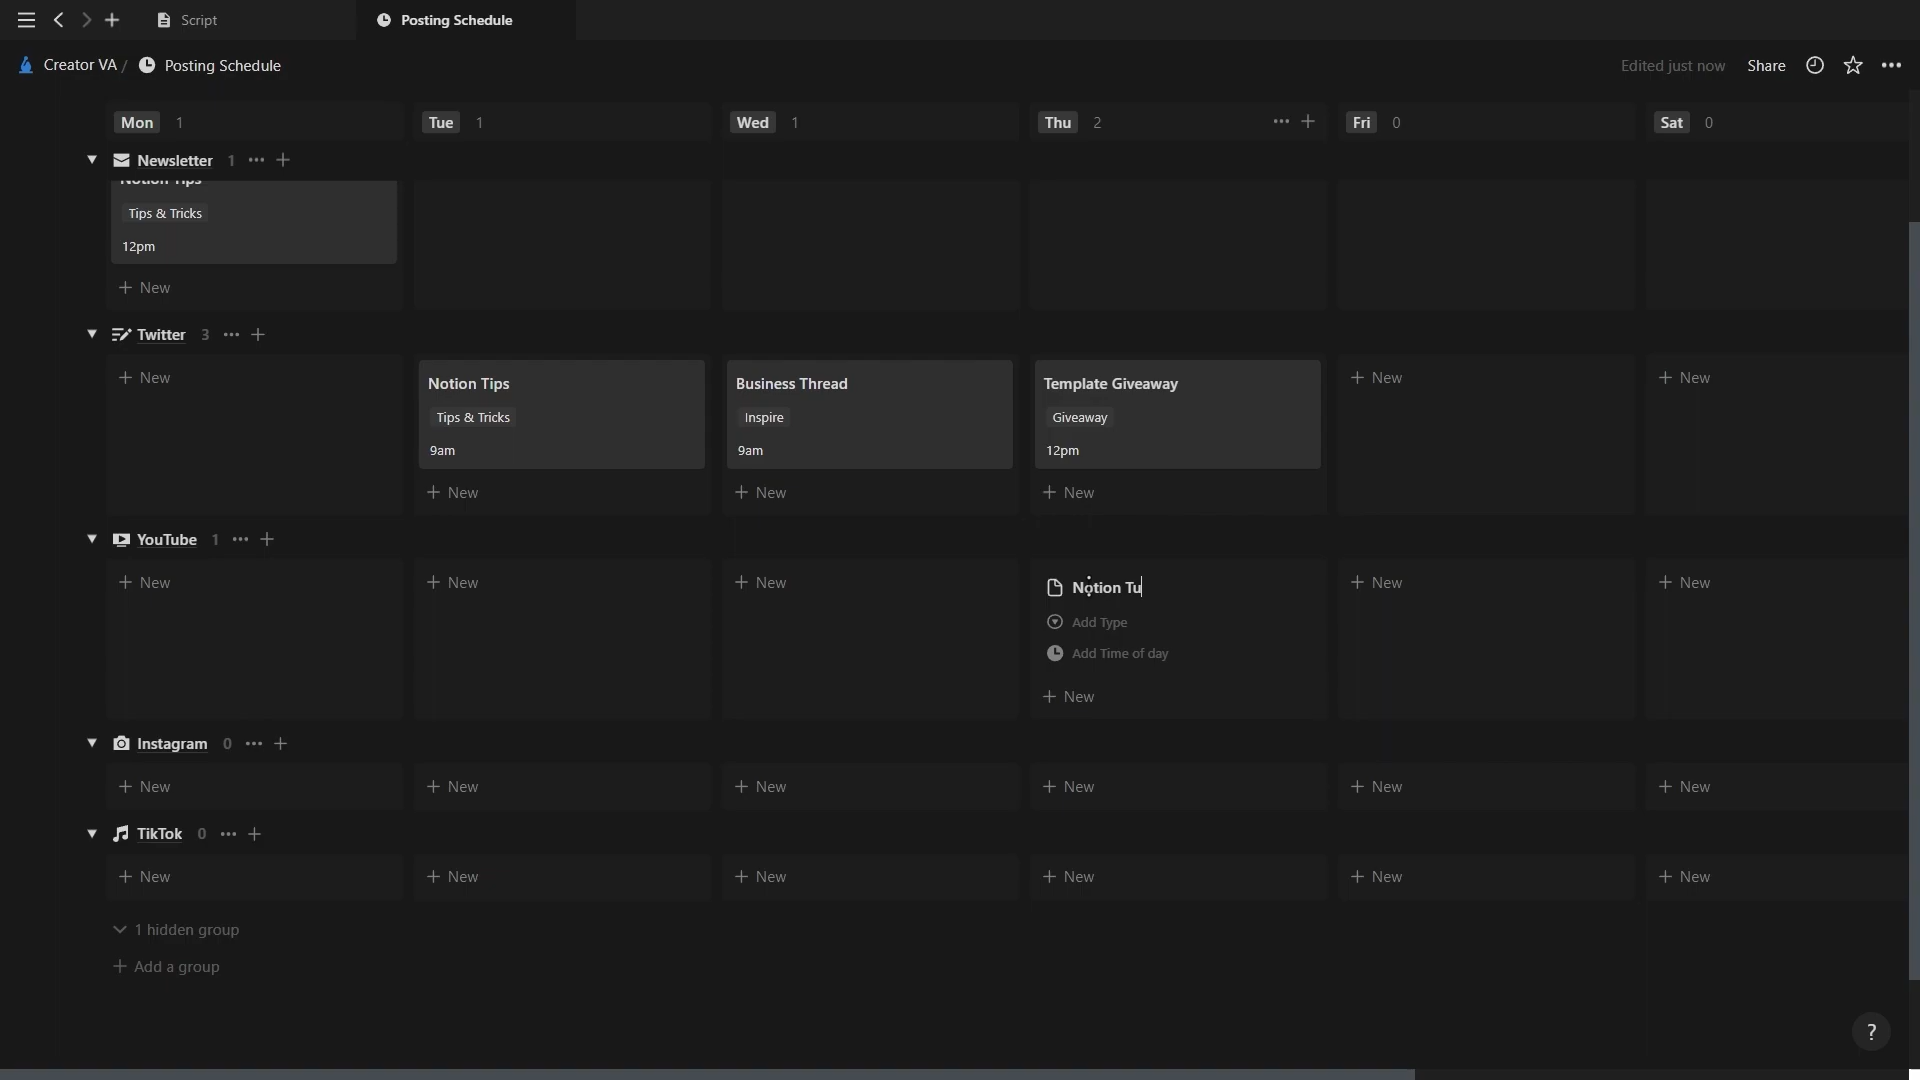 Script
Posting Schedule
Creator VA / Posting Schedule
Edited just now
Share
Mon 1
Tue 1
Wed 1
Thu 2
Fri 0
Sat 0
Newsletter 1
Notion Tips
Tips & Tricks
12pm
New
Twitter 3
New
Notion Tips
Tips & Tricks
9am
New
Business Thread
Inspire
9am
New
Template Giveaway
Giveaway
12pm
New
New
New
YouTube 1
New
New
New
Notion Tu
Add Type
Add Time of day
New
New
New
Instagram 0
New
New
New
New
New
New
TikTok 0
New
New
New
New
New
New
1 hidden group
Add a group
?